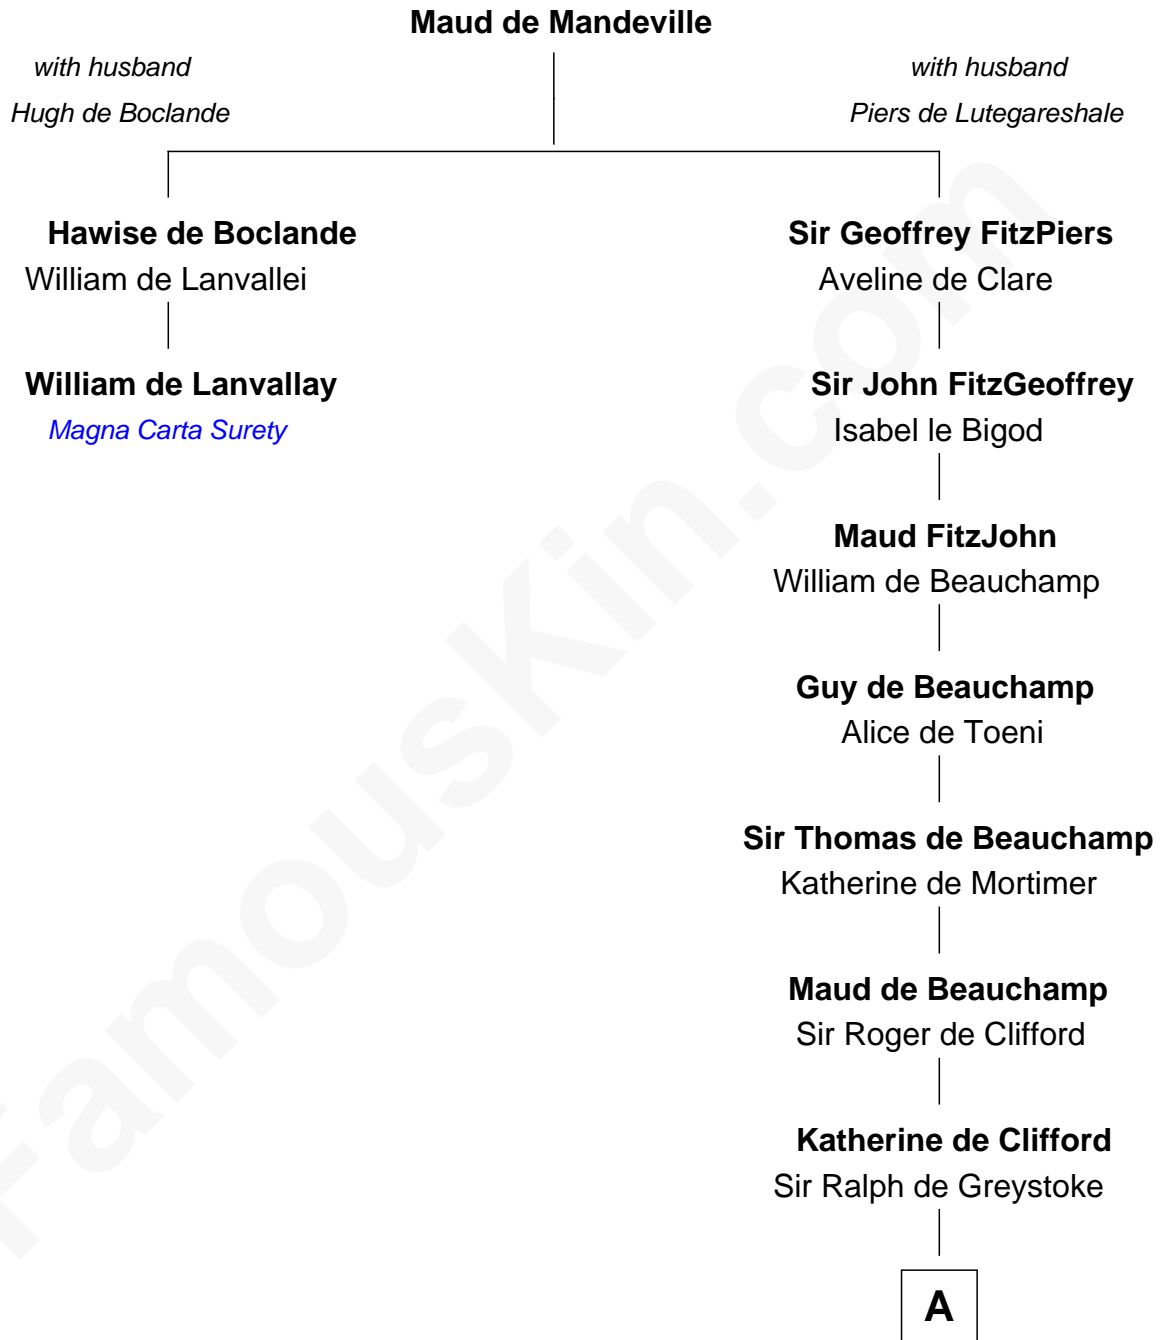 Maud de Mandeville
with husband
Hugh de Boclande
with husband
Piers de Lutegareshale
Hawise de Boclande
William de Lanvallei
William de Lanvallay
Magna Carta Surety
Sir Geoffrey FitzPiers
Aveline de Clare
Sir John FitzGeoffrey
Isabel le Bigod
Maud FitzJohn
William de Beauchamp
Guy de Beauchamp
Alice de Toeni
Sir Thomas de Beauchamp
Katherine de Mortimer
Maud de Beauchamp
Sir Roger de Clifford
Katherine de Clifford
Sir Ralph de Greystoke
A
FamousKin.com